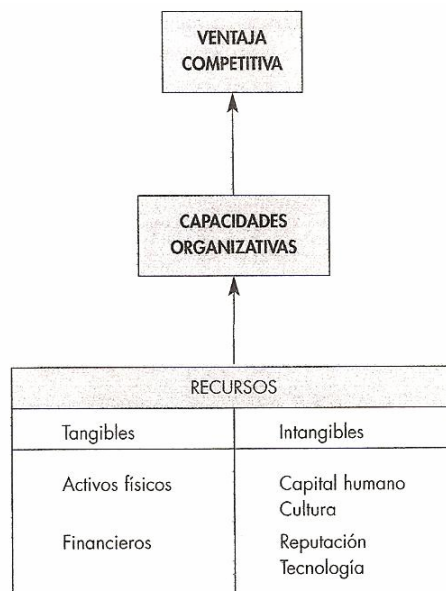 VENTAJA
COMPETITIVA
CAPACIDADES
ORGANIZATIVAS
RECURSOS
Tangibles
Intangibles
Activos físicos
Capital humano
Cultura
Financieros
Reputación
Tecnología